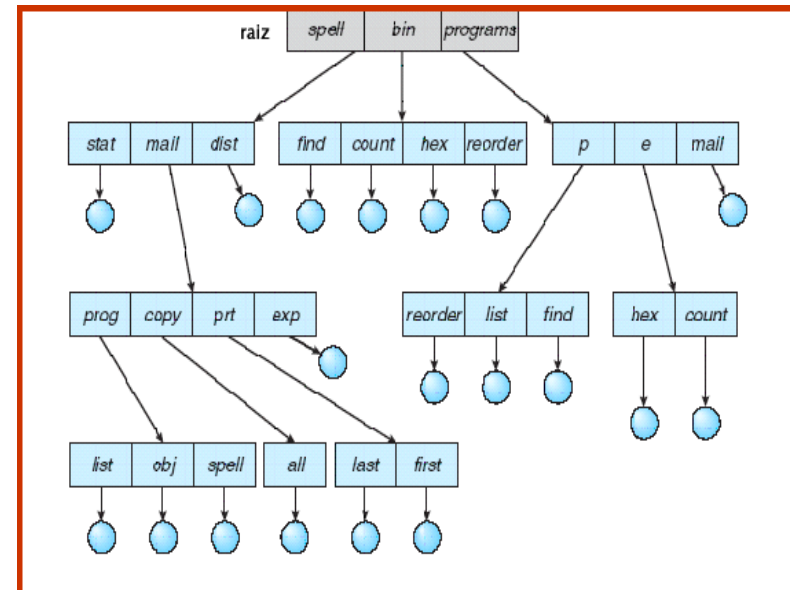 raiz spell bin programs
stat mail dist find count hex reorder p e mail
prog copy prt exp reorder list find hex count
list obj spell all last first